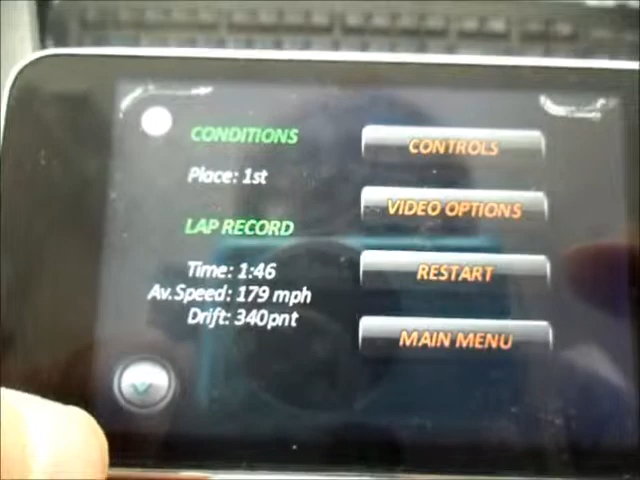 CONDITIONS
Place: 1st
LAP RECORD
Time: 1:46
Av.Speed: 179 mph
Drift: 340pnt
CONTROLS
VIDEO OPTIONS
RESTART
MAIN MENU